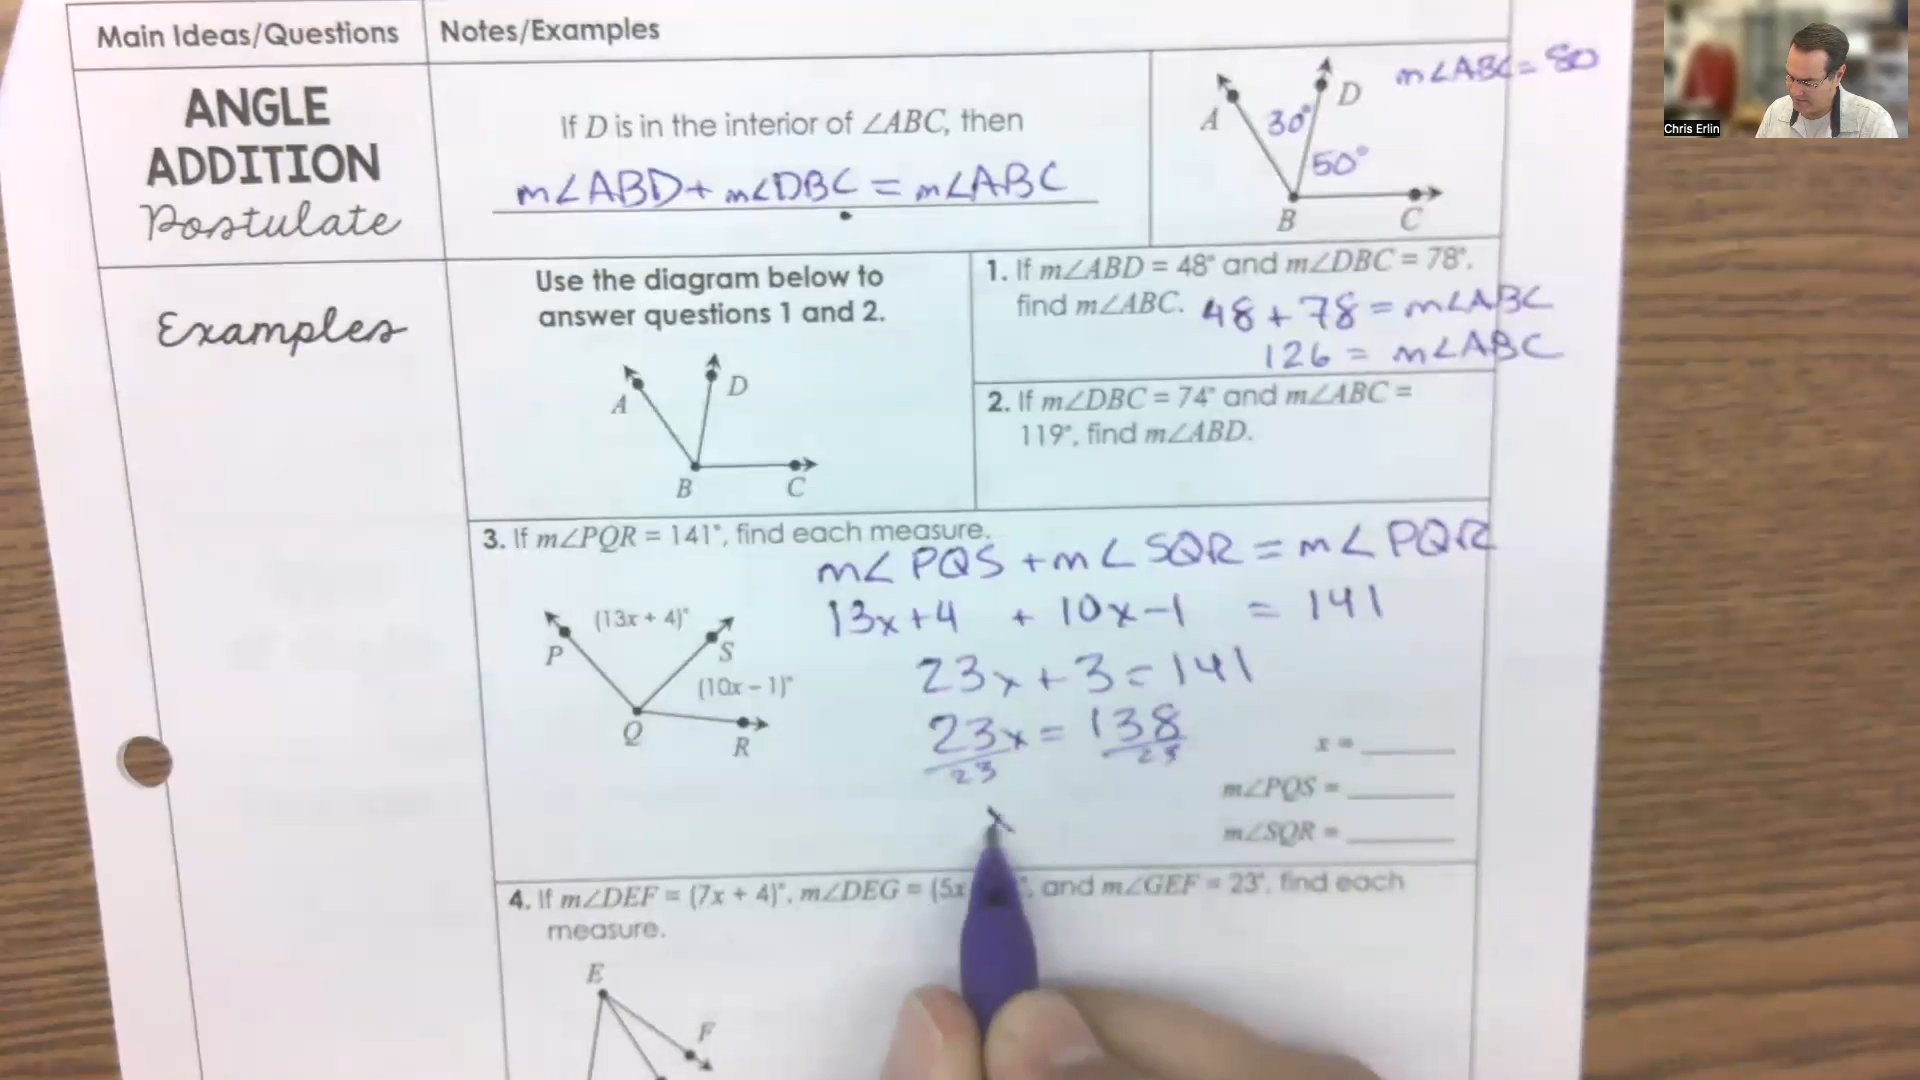 Main Ideas/Questions
Notes/Examples
ANGLE
ADDITION
Postulate
If D is in the interior of ∠ABC, then
m∠ABD + m∠DBC = m∠ABC
m∠ABC = 80
A
D
30°
50°
B
C
Chris Erlin
Examples
Use the diagram below to
answer questions 1 and 2.
A
D
B
C
1. If m∠ABD = 48° and m∠DBC = 78°,
find m∠ABC.
48 + 78 = m∠ABC
126 = m∠ABC
2. If m∠DBC = 74° and m∠ABC =
119°, find m∠ABD.
3. If m∠PQR = 141°, find each measure.
m∠PQS + m∠SQR = m∠PQR
13x+4 + 10x-1 = 141
23x + 3 = 141
23x = 138
23 23
x
(13x + 4)°
P
S
(10x – 1)°
Q
R
x = ______
m∠PQS = ______
m∠SQR = ______
4. If m∠DEF = (7x + 4)°, m∠DEG = (5x °, and m∠GEF = 23°, find each
measure.
E
F